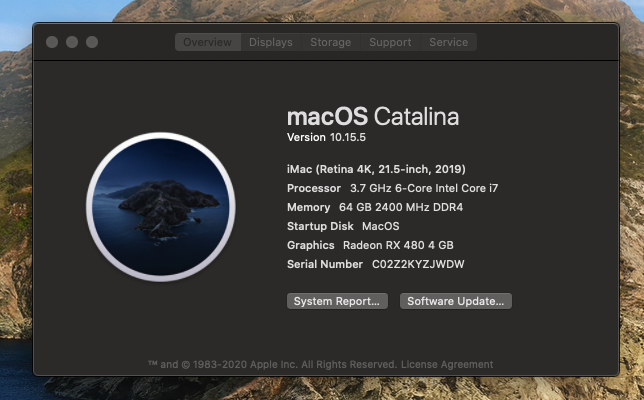 Overview Displays Storage Support Service
macOS Catalina
Version 10.15.5
iMac (Retina 4K, 21.5-inch, 2019)
Processor 3.7 GHz 6-Core Intel Core i7
Memory 64 GB 2400 MHz DDR4
Startup Disk MacOS
Graphics Radeon RX 480 4 GB
Serial Number C02Z2KYZJWDW
System Report... Software Update...
™ and © 1983-2020 Apple Inc. All Rights Reserved. License Agreement